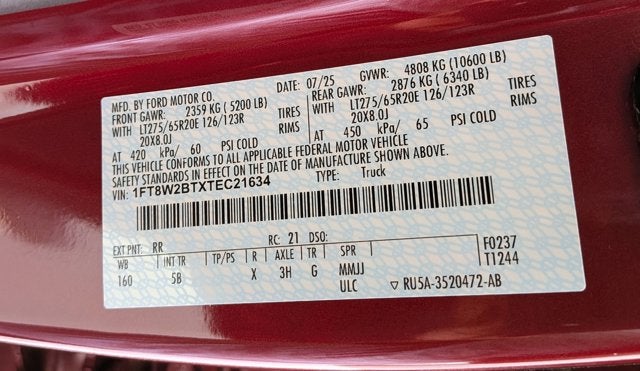 MFD. BY FORD MOTOR CO.
DATE: 07/25 GVWR: 4808 KG (10600 LB)
FRONT GAWR: 2359 KG ( 5200 LB)
REAR GAWR: 2876 KG ( 6340 LB)
WITH LT275/65R20E 126/123R TIRES
WITH LT275/65R20E 126/123R TIRES
20X8.0J RIMS
20X8.0J RIMS
AT 420 kPa/ 60 PSI COLD
AT 450 kPa/ 65 PSI COLD
THIS VEHICLE CONFORMS TO ALL APPLICABLE FEDERAL MOTOR VEHICLE
SAFETY STANDARDS IN EFFECT ON THE DATE OF MANUFACTURE SHOWN ABOVE.
VIN: 1FT8W2BTXTEC21634 TYPE: Truck
EXT PNT: RR RC: 21 DSO:
WB INT TR TP/PS R AXLE TR SPR F0237
160 5B X 3H G MMJJ T1244
ULC ▽ RU5A-3520472-AB